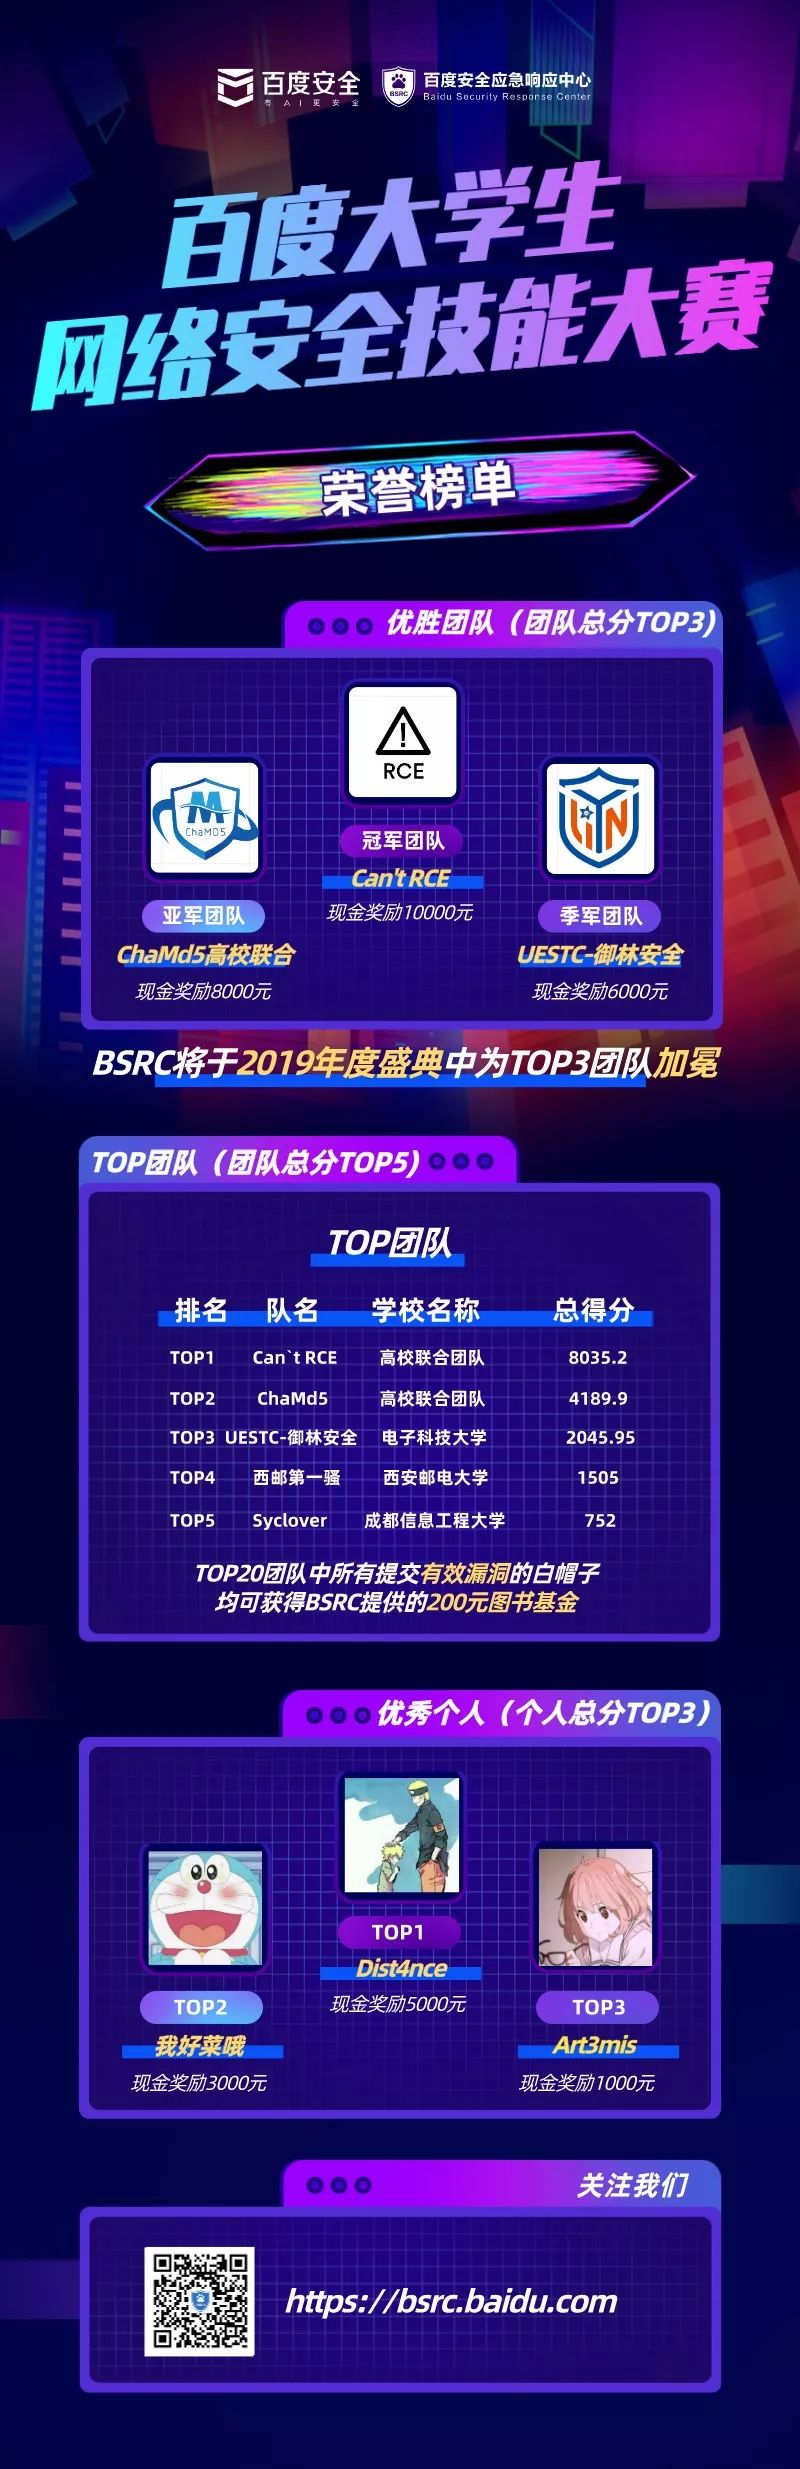 百度安全
有AI更安全
BSRC
百度安全应急响应中心
Baidu Security Response Center
百度大学生
网络安全技能大赛
荣誉榜单
优胜团队（团队总分TOP3)
RCE
冠军团队
Can't RCE
现金奖励10000元
ChaMD5
亚军团队
ChaMd5高校联合
现金奖励8000元
季军团队
UESTC-御林安全
现金奖励6000元
BSRC将于2019年度盛典中为TOP3团队加冕
TOP团队（团队总分TOP5)
TOP团队
排名 队名 学校名称 总得分
TOP1 Can`t RCE 高校联合团队 8035.2
TOP2 ChaMd5 高校联合团队 4189.9
TOP3 UESTC-御林安全 电子科技大学 2045.95
TOP4 西邮第一骚 西安邮电大学 1505
TOP5 Syclover 成都信息工程大学 752
TOP20团队中所有提交有效漏洞的白帽子
均可获得BSRC提供的200元图书基金
优秀个人（个人总分TOP3）
TOP1
Dist4nce
现金奖励5000元
TOP2
我好菜哦
现金奖励3000元
TOP3
Art3mis
现金奖励1000元
关注我们
https://bsrc.baidu.com